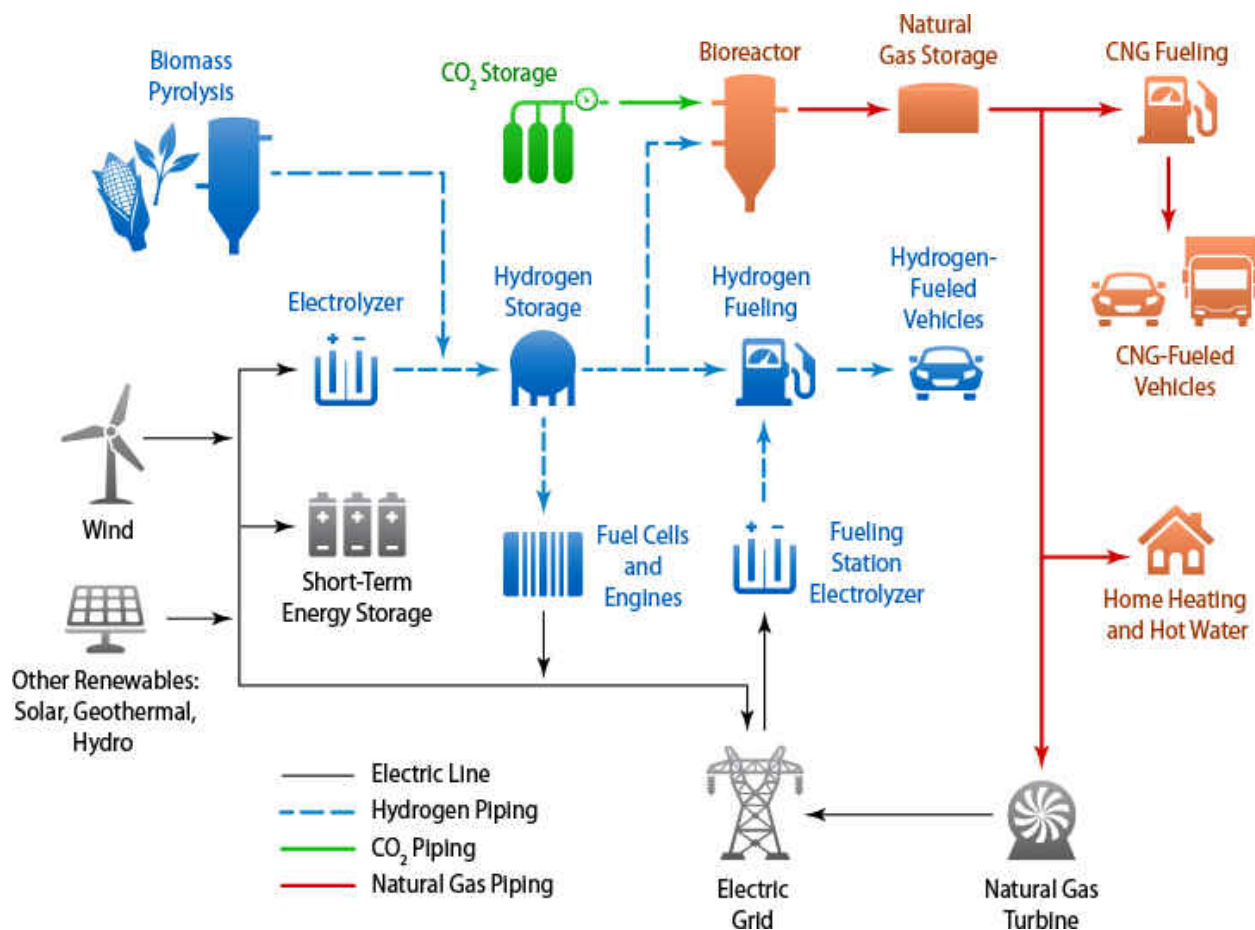 Biomass
Pyrolysis
CO₂ Storage
Bioreactor
Natural
Gas Storage
CNG Fueling
Electrolyzer
+ −
Hydrogen
Storage
Hydrogen
Fueling
Hydrogen-
Fueled
Vehicles
CNG-Fueled
Vehicles
Wind
+ + +
− − −
Short-Term
Energy Storage
Fuel Cells
and
Engines
+ −
Fueling
Station
Electrolyzer
Home Heating
and Hot Water
Other Renewables:
Solar, Geothermal,
Hydro
Electric Line
Hydrogen Piping
CO₂ Piping
Natural Gas Piping
Electric
Grid
Natural Gas
Turbine